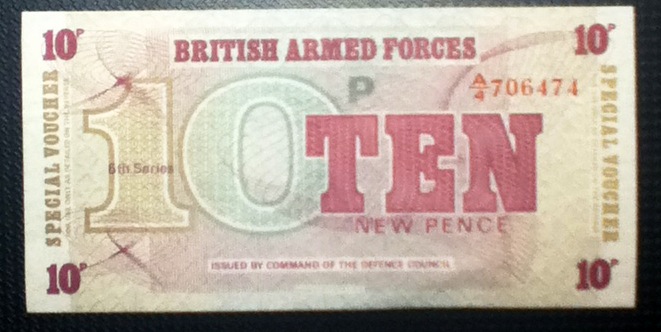 10P
BRITISH ARMED FORCES
10P
A/4 706474
SPECIAL VOUCHER
10
P
TEN
6th Series
NEW PENCE
SPECIAL VOUCHER
ISSUED BY COMMAND OF THE DEFENCE COUNCIL
10P
10P